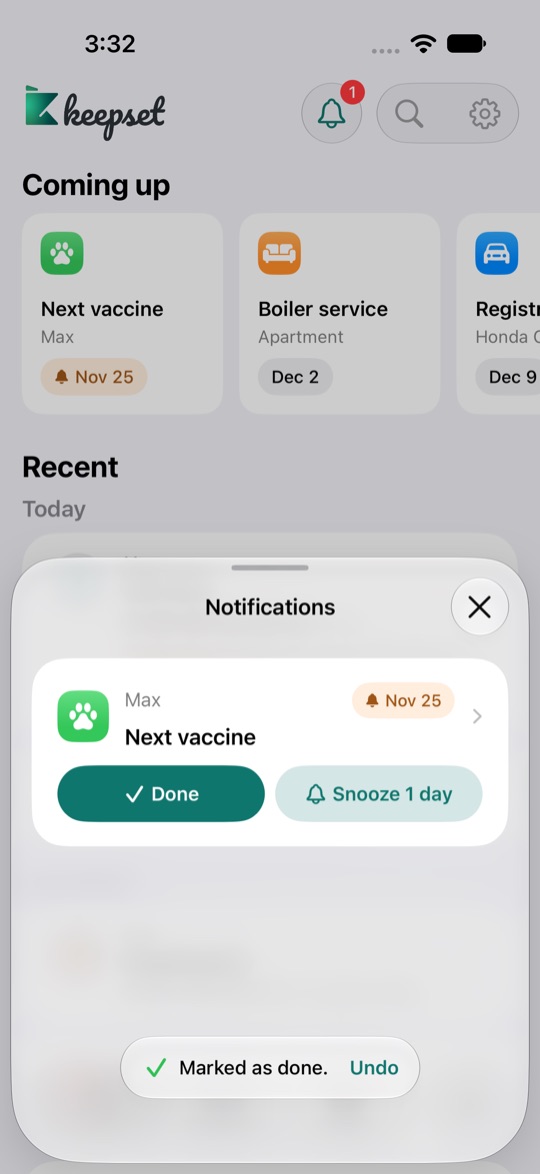 3:32
keepset
1
Coming up
Next vaccine
Max
Nov 25
Boiler service
Apartment
Dec 2
Honda
Dec 9
Recent
Today
Notifications
Max
Nov 25
Next vaccine
Done
Snooze 1 day
Marked as done.
Undo